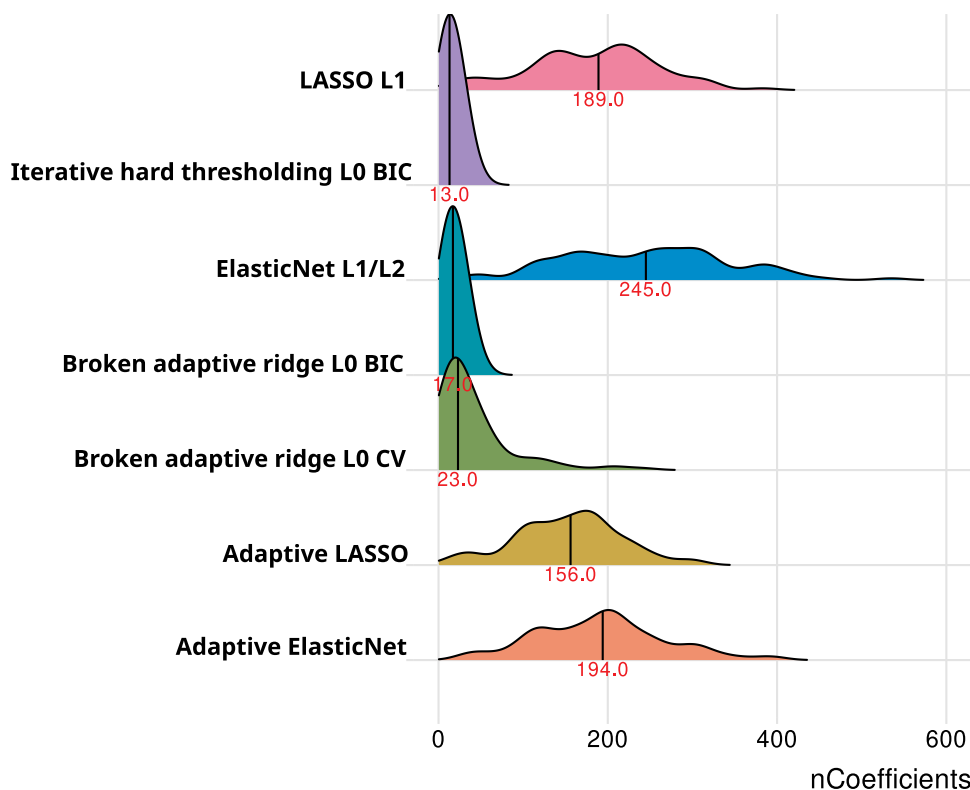 LASSO L1
189.0
Iterative hard thresholding L0 BIC
13.0
ElasticNet L1/L2
245.0
Broken adaptive ridge L0 BIC
17.0
Broken adaptive ridge L0 CV
23.0
Adaptive LASSO
156.0
Adaptive ElasticNet
194.0
0 200 400 600
nCoefficients